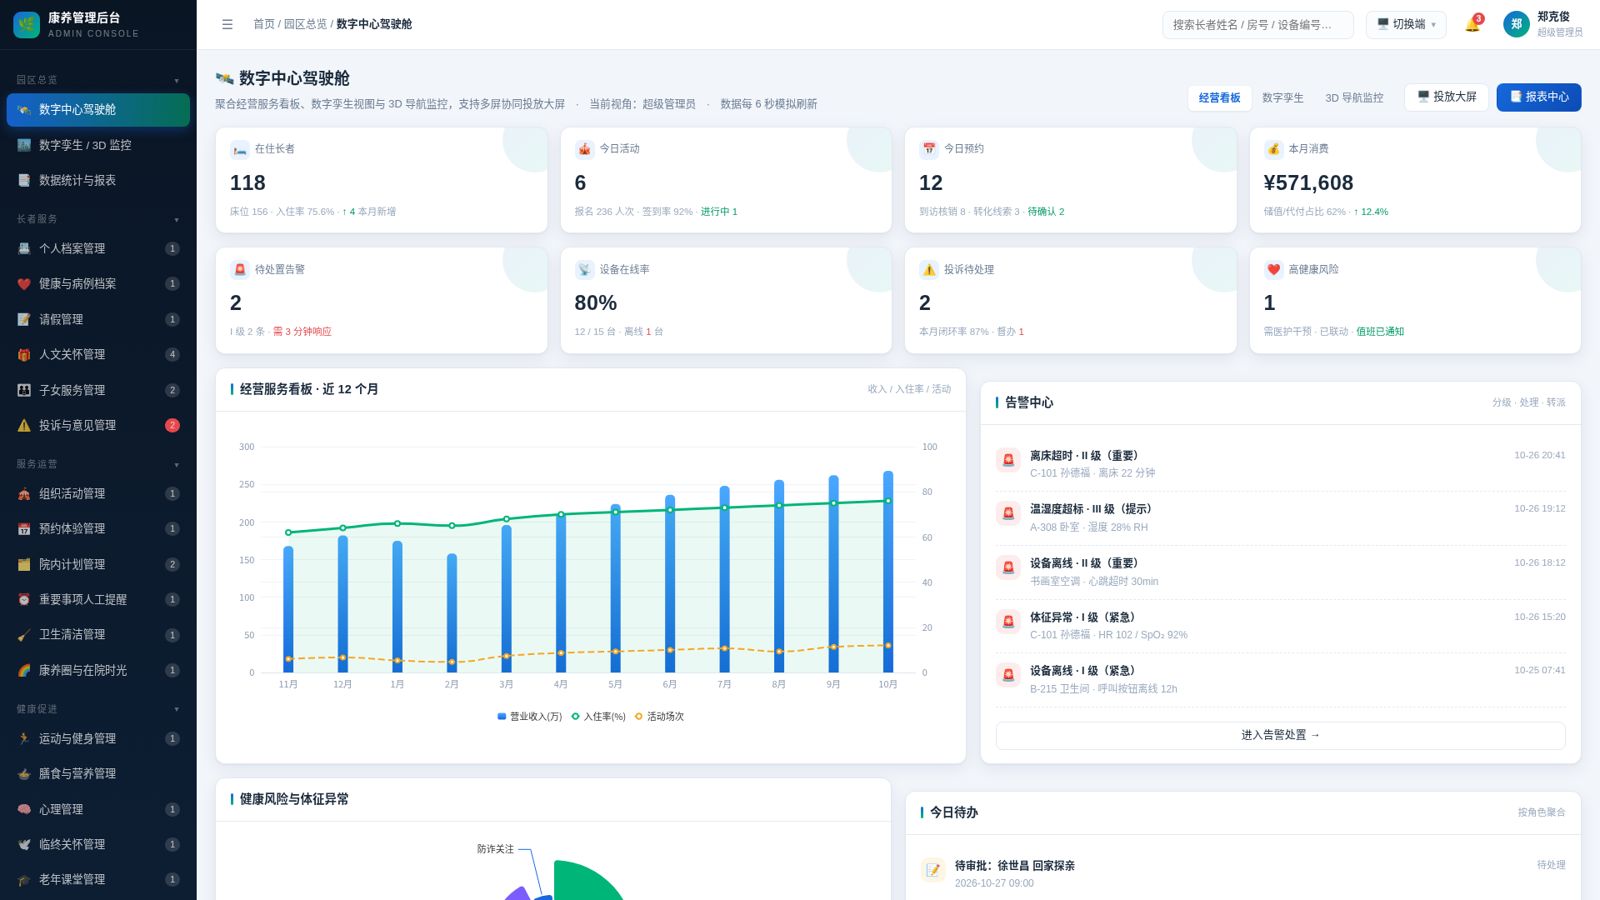 康养管理后台
ADMIN CONSOLE
园区总览
数字中心驾驶舱
数字孪生 / 3D 监控
数据统计与报表
长者服务
个人档案管理 1
健康与病例档案 1
请假管理 1
人文关怀管理 4
子女服务管理 2
投诉与意见管理 2
服务运营
组织活动管理 1
预约体验管理 1
院内计划管理 2
重要事项人工提醒 1
卫生清洁管理 1
康养圈与在院时光 1
健康促进
运动与健身管理 1
膳食与营养管理
心理管理 1
临终关怀管理 1
老年课堂管理 1
首页 / 园区总览 / 数字中心驾驶舱
搜索长者姓名 / 房号 / 设备编号…
切换端
3
郑
郑克俊
超级管理员
数字中心驾驶舱
聚合经营服务看板、数字孪生视图与 3D 导航监控，支持多屏协同投放大屏 · 当前视角：超级管理员 · 数据每 6 秒模拟刷新
经营看板
数字孪生
3D 导航监控
投放大屏
报表中心
在住长者
118
床位 156 · 入住率 75.6% · ↑ 4 本月新增
今日活动
6
报名 236 人次 · 签到率 92% · 进行中 1
今日预约
12
到访核销 8 · 转化线索 3 · 待确认 2
本月消费
¥571,608
储值/代付占比 62% · ↑ 12.4%
待处置告警
2
I 级 2 条 · 需 3 分钟响应
设备在线率
80%
12 / 15 台 · 离线 1 台
投诉待处理
2
本月闭环率 87% · 督办 1
高健康风险
1
需医护干预 · 已联动 · 值班已通知
经营服务看板 · 近 12 个月
收入 / 入住率 / 活动
300
250
200
150
100
50
0
100
80
60
40
20
0
11月 12月 1月 2月 3月 4月 5月 6月 7月 8月 9月 10月
营业收入(万) 入住率(%) 活动场次
告警中心
分级 · 处理 · 转派
离床超时 · II 级（重要）
10-26 20:41
C-101 孙德福 · 离床 22 分钟
温湿度超标 · III 级（提示）
10-26 19:12
A-308 卧室 · 湿度 28% RH
设备离线 · II 级（重要）
10-26 18:12
书画室空调 · 心跳超时 30min
体征异常 · I 级（紧急）
10-26 15:20
C-101 孙德福 · HR 102 / SpO₂ 92%
设备离线 · I 级（紧急）
10-25 07:41
B-215 卫生间 · 呼叫按钮离线 12h
进入告警处置 →
健康风险与体征异常
防诈关注
今日待办
按角色聚合
待审批：徐世昌 回家探亲
待处理
2026-10-27 09:00